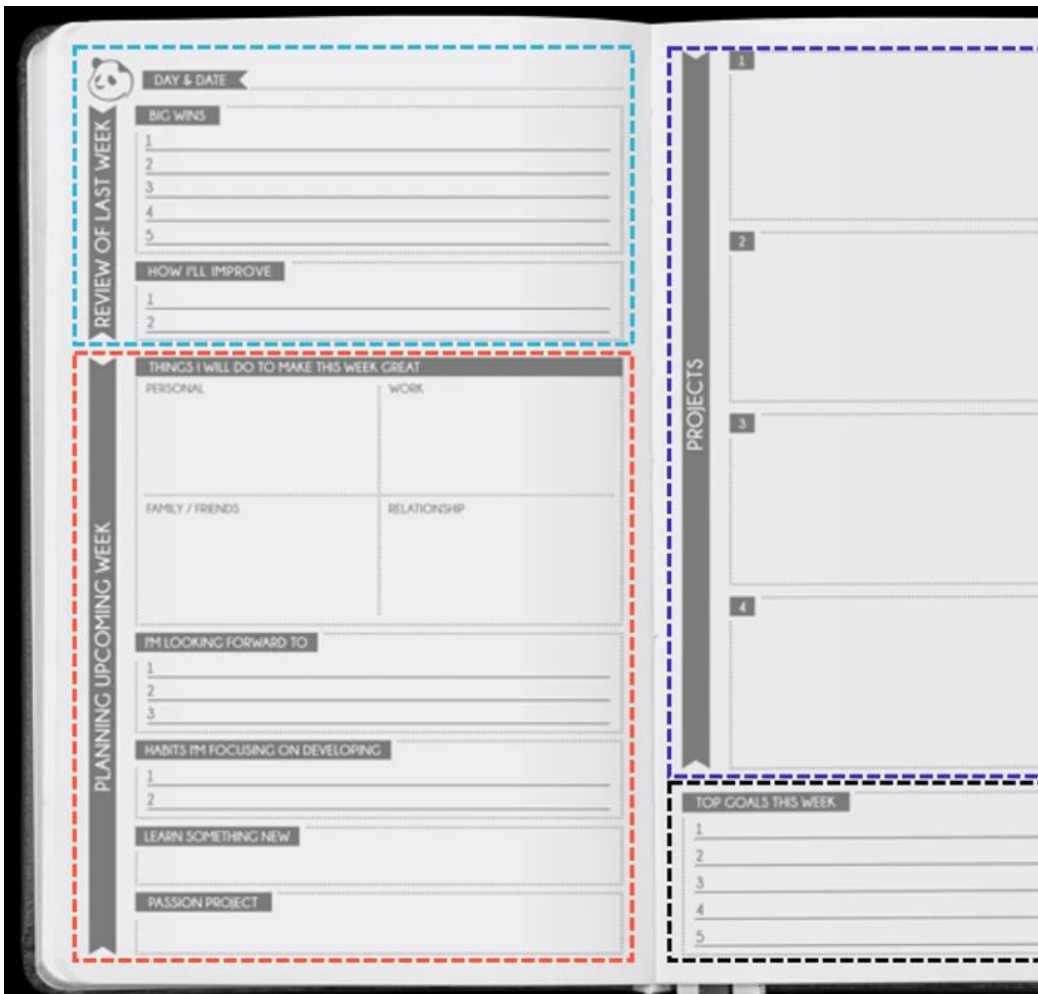 DAY & DATE
REVIEW OF LAST WEEK
BIG WINS
1
2
3
4
5
HOW I'LL IMPROVE
1
2
PLANNING UPCOMING WEEK
THINGS I WILL DO TO MAKE THIS WEEK GREAT
PERSONAL
WORK
FAMILY / FRIENDS
RELATIONSHIP
I'M LOOKING FORWARD TO
1
2
3
HABITS I'M FOCUSING ON DEVELOPING
1
2
LEARN SOMETHING NEW
PASSION PROJECT
PROJECTS
1
2
3
4
TOP GOALS THIS WEEK
1
2
3
4
5